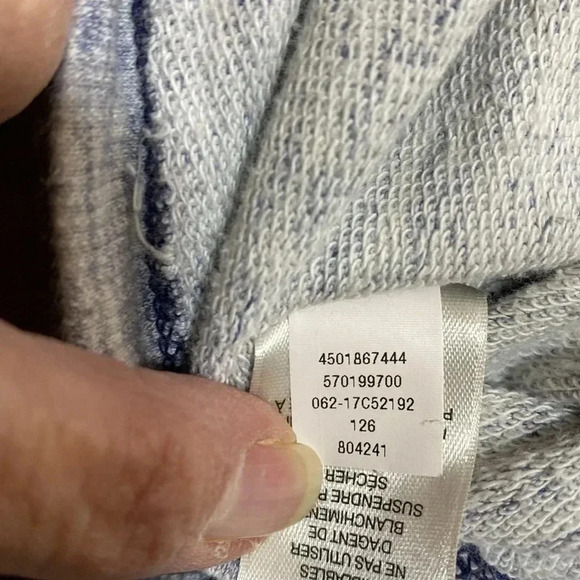 4501867444
570199700
062-17C52192
126
804241
NE PAS UTILISER
D'AGENT DE
BLANCHIMENT
SUSPENDRE P
SÉCHER